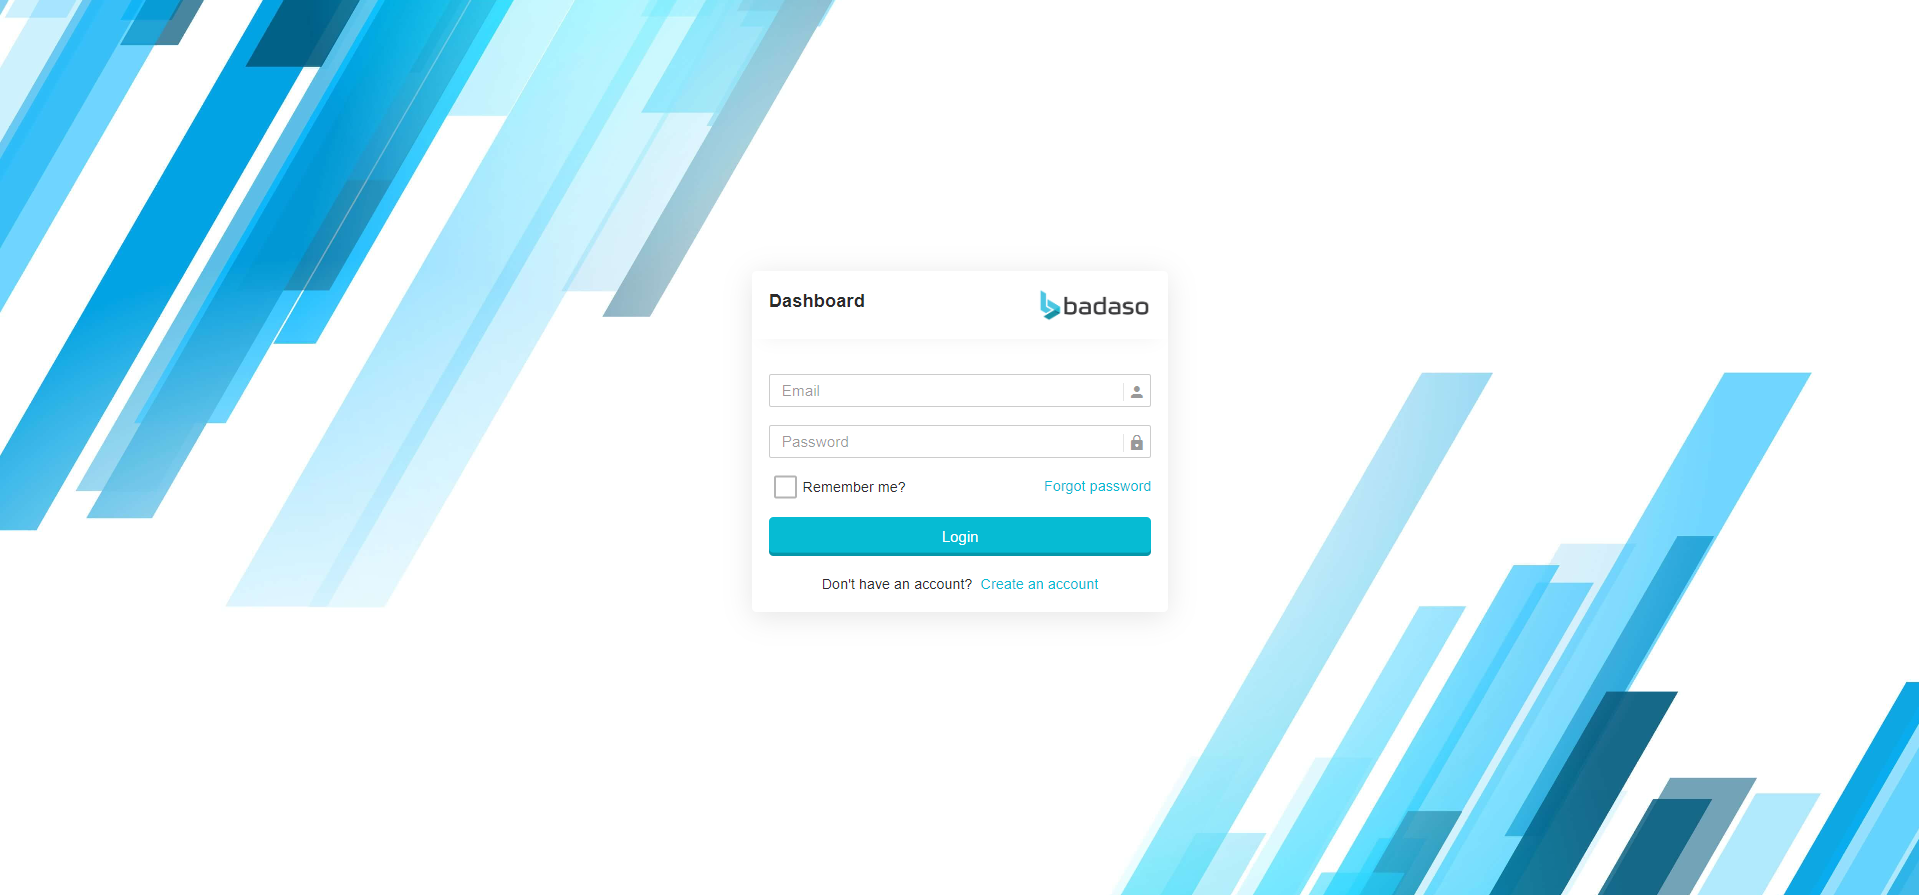 Dashboard
badaso
Email
Password
Remember me?
Forgot password
Login
Don't have an account? Create an account